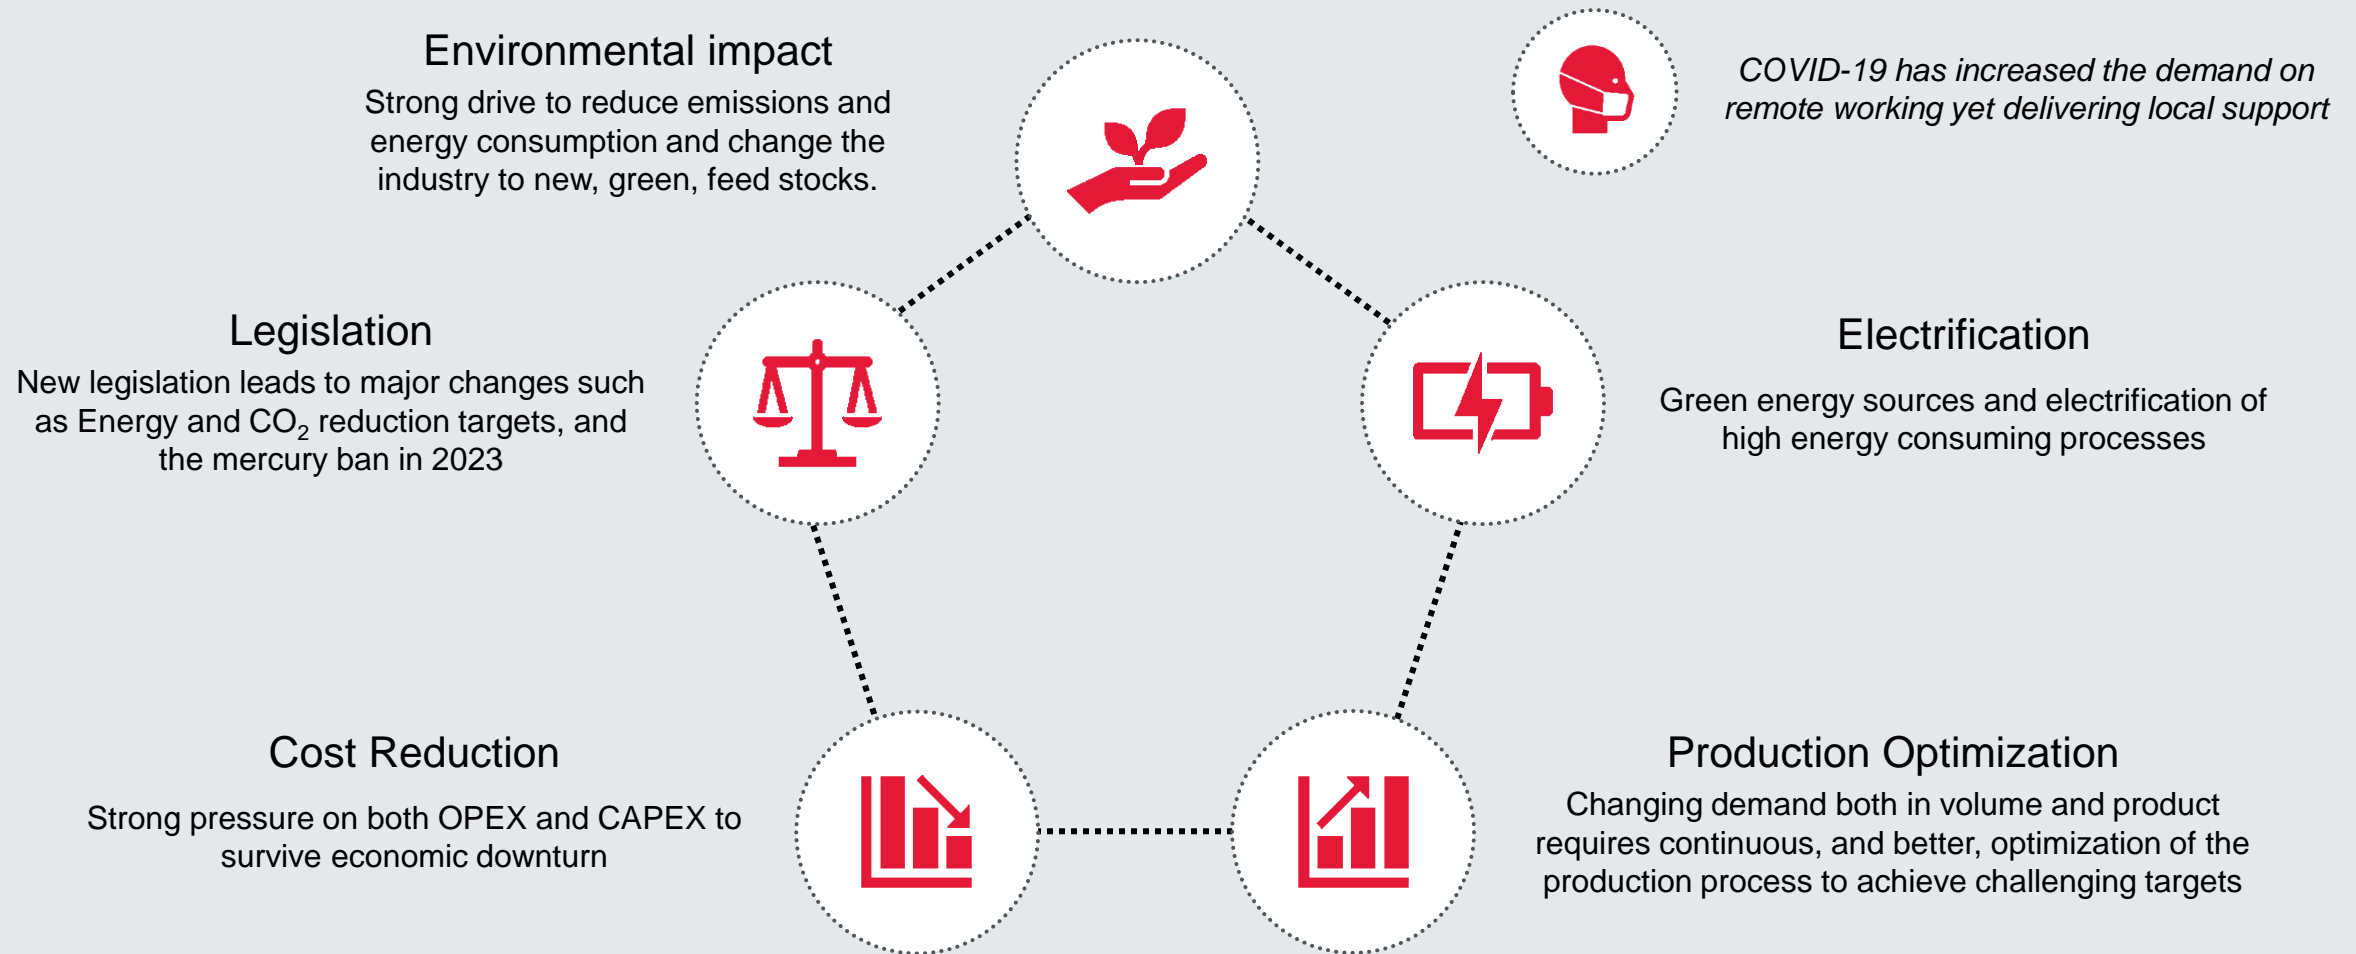 Environmental impact
Strong drive to reduce emissions and
energy consumption and change the
industry to new, green, feed stocks.
COVID-19 has increased the demand on
remote working yet delivering local support
Legislation
New legislation leads to major changes such
as Energy and CO₂ reduction targets, and
the mercury ban in 2023
Electrification
Green energy sources and electrification of
high energy consuming processes
Cost Reduction
Strong pressure on both OPEX and CAPEX to
survive economic downturn
Production Optimization
Changing demand both in volume and product
requires continuous, and better, optimization of the
production process to achieve challenging targets